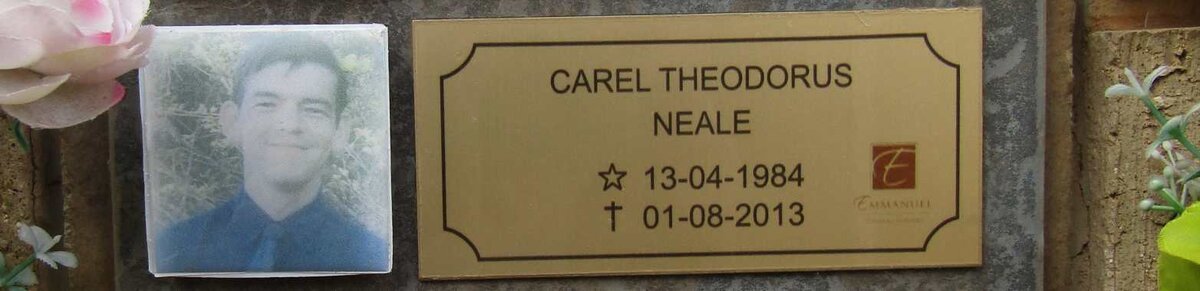 CAREL THEODORUS
NEALE
☆ 13-04-1984
† 01-08-2013
E
EMMANUEL